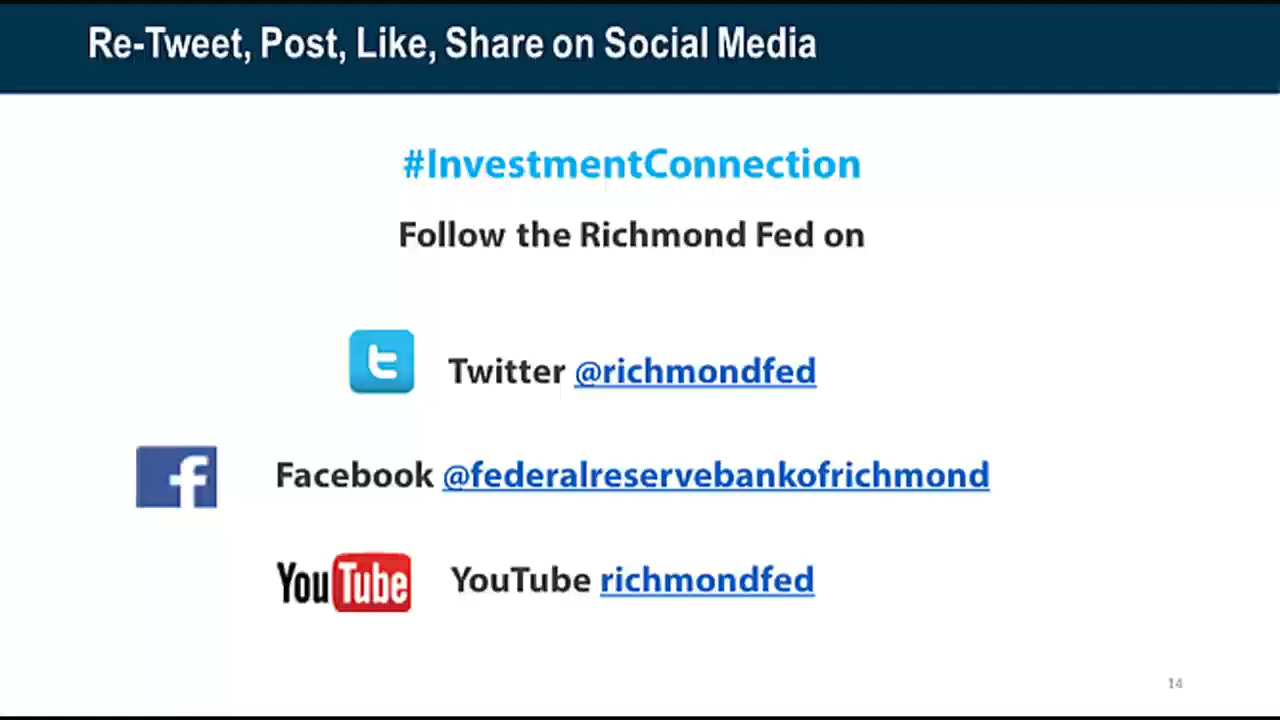 Re-Tweet, Post, Like, Share on Social Media
#InvestmentConnection
Follow the Richmond Fed on
t Twitter @richmondfed
f Facebook @federalreservebankofrichmond
YouTube YouTube richmondfed
14